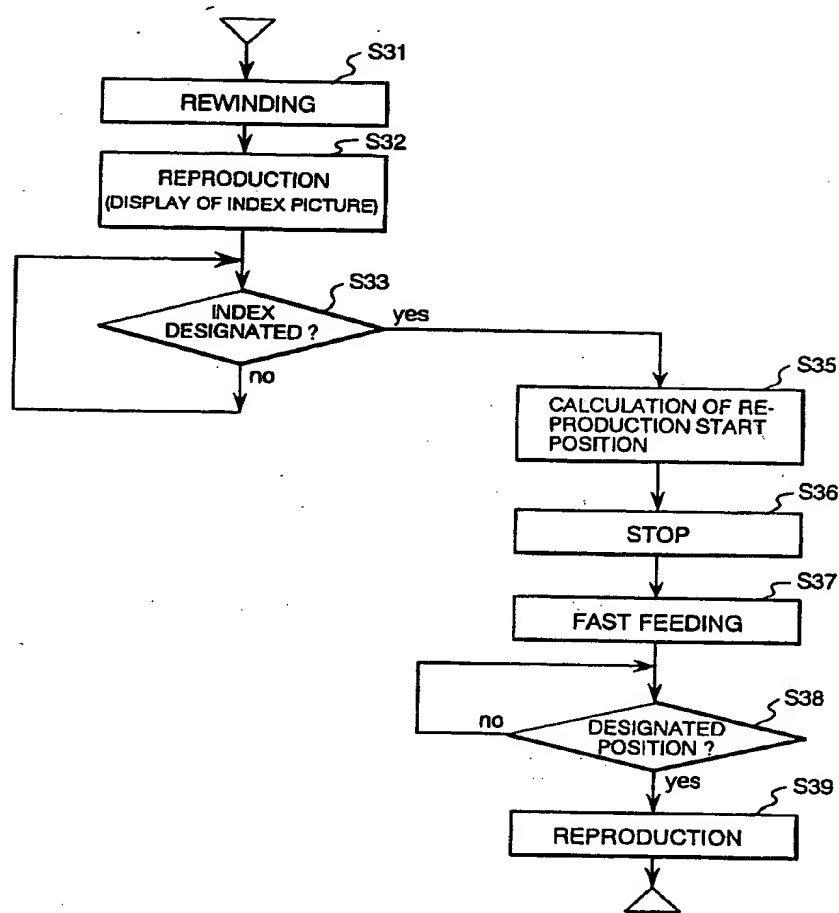 S31
REWINDING
S32
REPRODUCTION
(DISPLAY OF INDEX PICTURE)
S33
INDEX
DESIGNATED ?
yes
no
S35
CALCULATION OF RE-
PRODUCTION START
POSITION
S36
STOP
S37
FAST FEEDING
S38
no
DESIGNATED
POSITION ?
yes
S39
REPRODUCTION